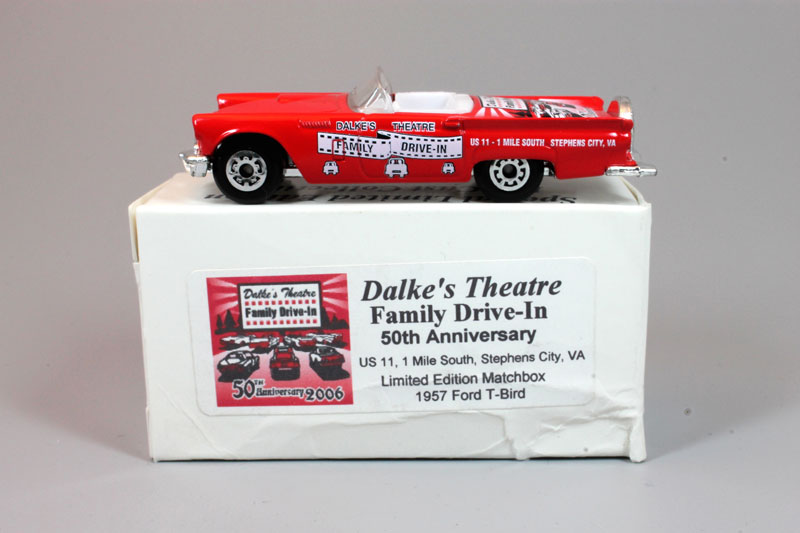 DALKE'S THEATRE
FAMILY DRIVE-IN
US 11 - 1 MILE SOUTH STEPHENS CITY, VA
Dalke's Theatre
Family Drive-In
50TH Anniversary 2006
Dalke's Theatre
Family Drive-In
50th Anniversary
US 11, 1 Mile South, Stephens City, VA
Limited Edition Matchbox
1957 Ford T-Bird